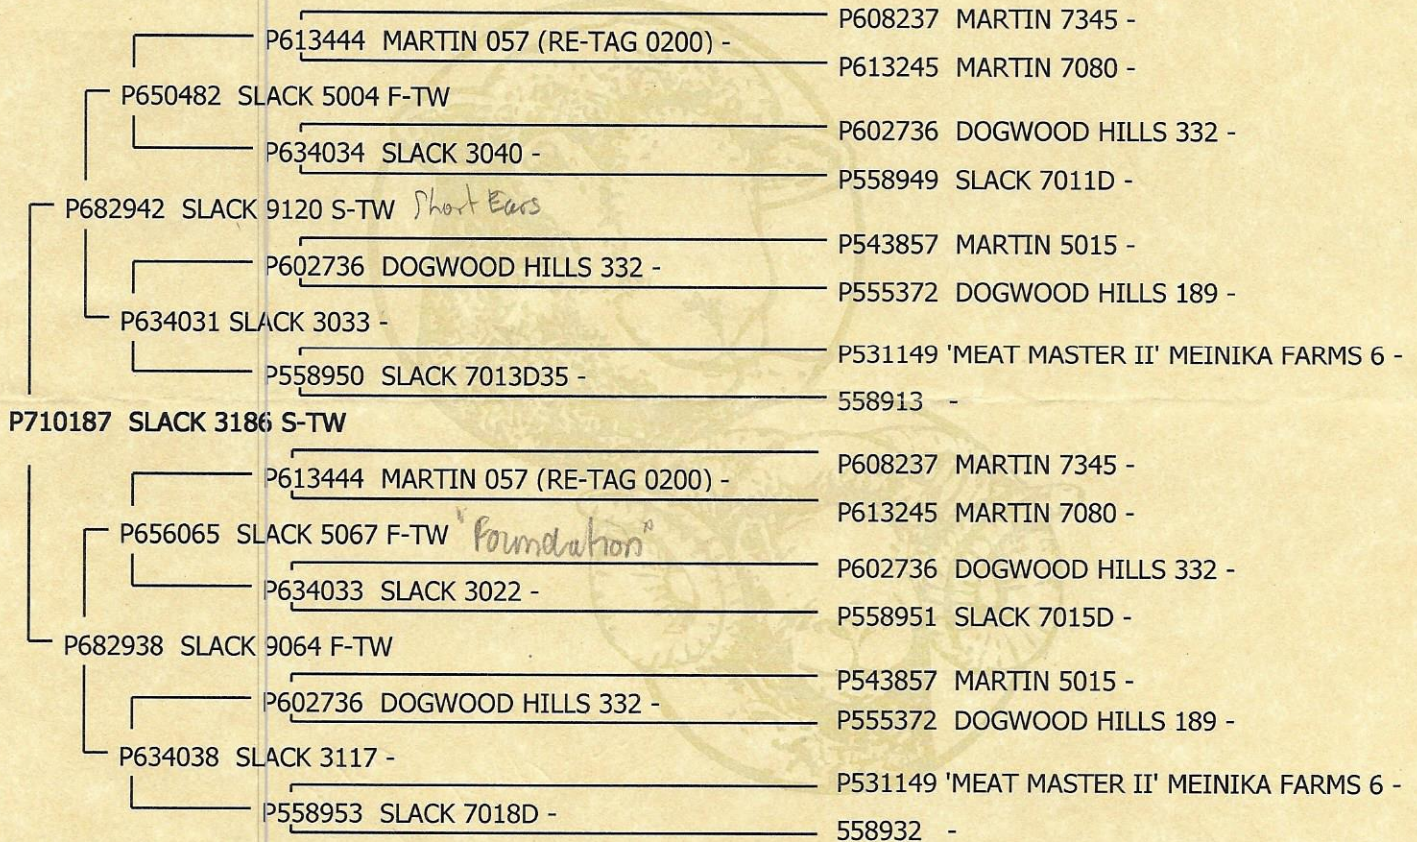 P608237 MARTIN 7345 -
P613444 MARTIN 057 (RE-TAG 0200) -
P613245 MARTIN 7080 -
P650482 SLACK 5004 F-TW
P602736 DOGWOOD HILLS 332 -
P634034 SLACK 3040 -
P558949 SLACK 7011D -
P682942 SLACK 9120 S-TW Short Ears
P543857 MARTIN 5015 -
P602736 DOGWOOD HILLS 332 -
P555372 DOGWOOD HILLS 189 -
P634031 SLACK 3033 -
P531149 'MEAT MASTER II' MEINIKA FARMS 6 -
P558950 SLACK 7013D35 -
558913 -
P710187 SLACK 3186 S-TW
P608237 MARTIN 7345 -
P613444 MARTIN 057 (RE-TAG 0200) -
P613245 MARTIN 7080 -
P656065 SLACK 5067 F-TW "Foundation"
P602736 DOGWOOD HILLS 332 -
P634033 SLACK 3022 -
P558951 SLACK 7015D -
P682938 SLACK 9064 F-TW
P543857 MARTIN 5015 -
P602736 DOGWOOD HILLS 332 -
P555372 DOGWOOD HILLS 189 -
P634038 SLACK 3117 -
P531149 'MEAT MASTER II' MEINIKA FARMS 6 -
P558953 SLACK 7018D -
558932 -